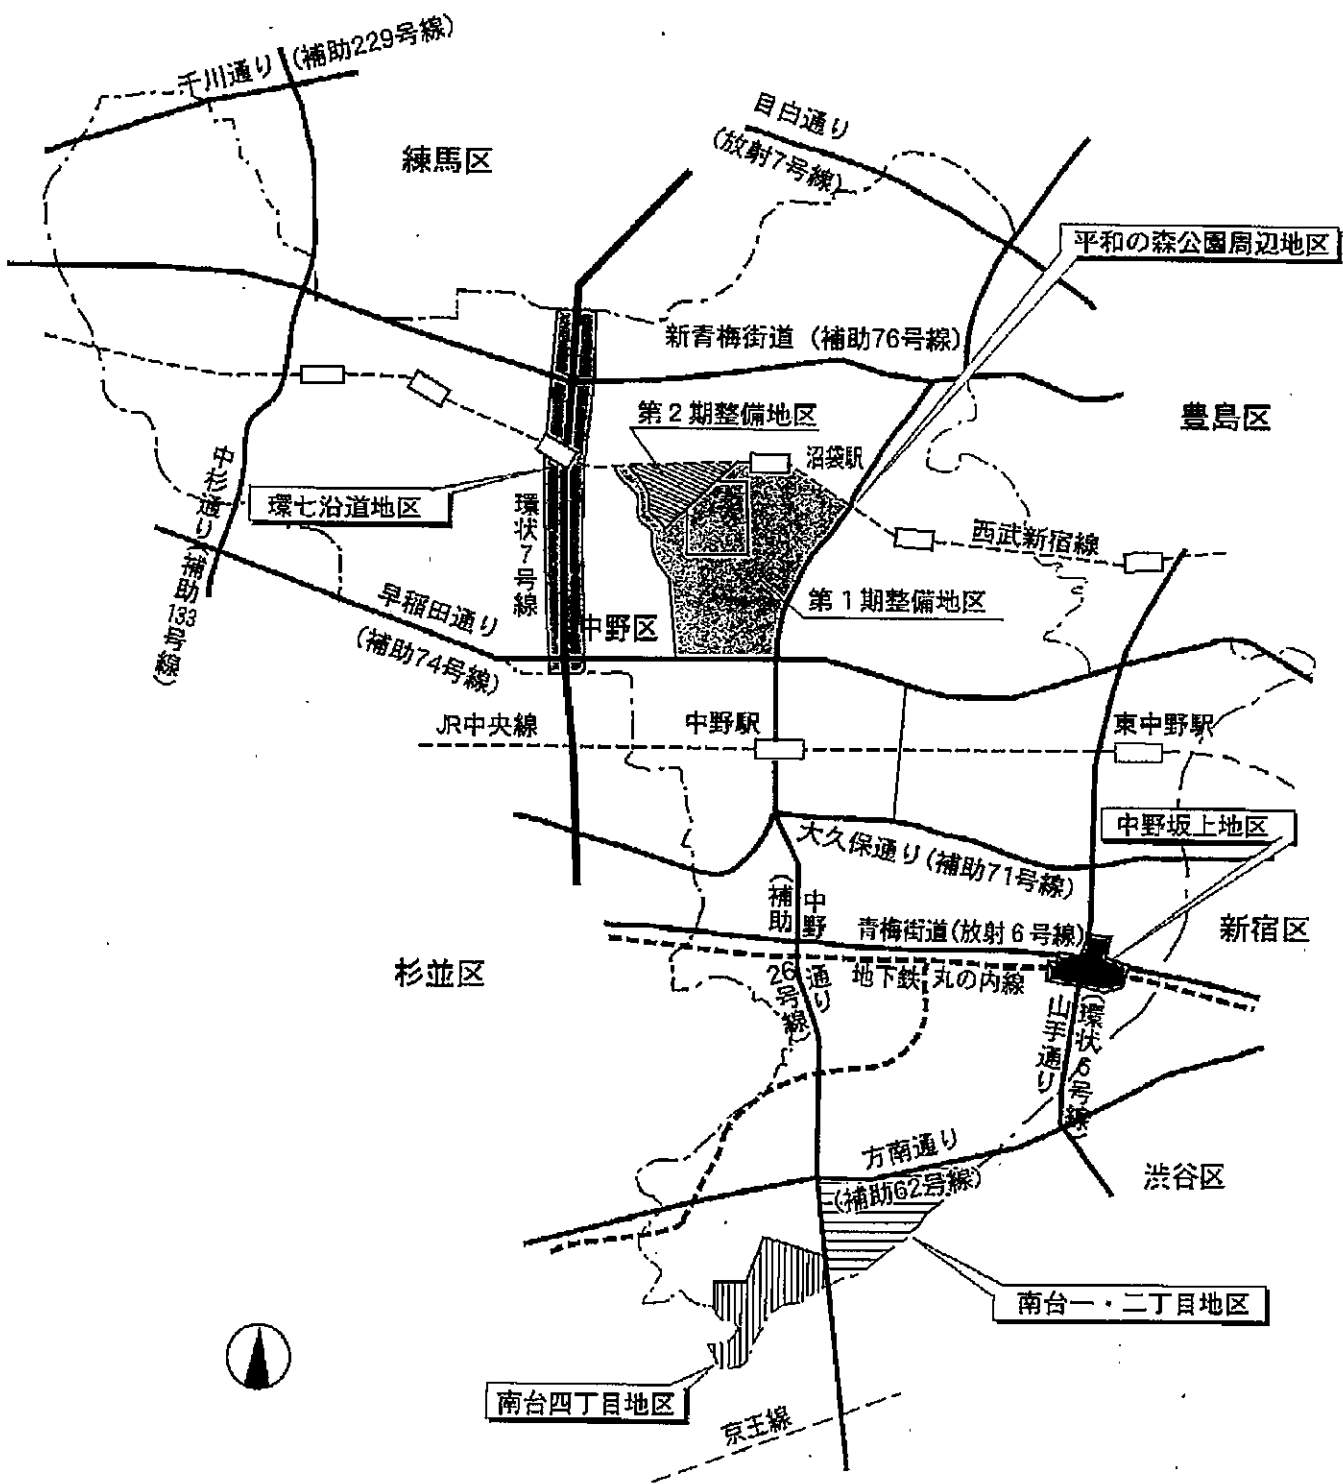 千川通り（補助229号線）
練馬区
目白通り
（放射7号線）
平和の森公園周辺地区
新青梅街道（補助76号線）
第２期整備地区
豊島区
沼袋駅
環七沿道地区
中杉通り（補助133号線）
環状７号線
西武新宿線
第１期整備地区
早稲田通り
（補助74号線）
中野区
JR中央線
中野駅
東中野駅
中野坂上地区
大久保通り（補助71号線）
中野通り
（補助26号線）
青梅街道（放射６号線）
新宿区
杉並区
地下鉄 丸の内線
山手通り
（環状６号線）
方南通り
（補助62号線）
渋谷区
南台一・二丁目地区
南台四丁目地区
京王線